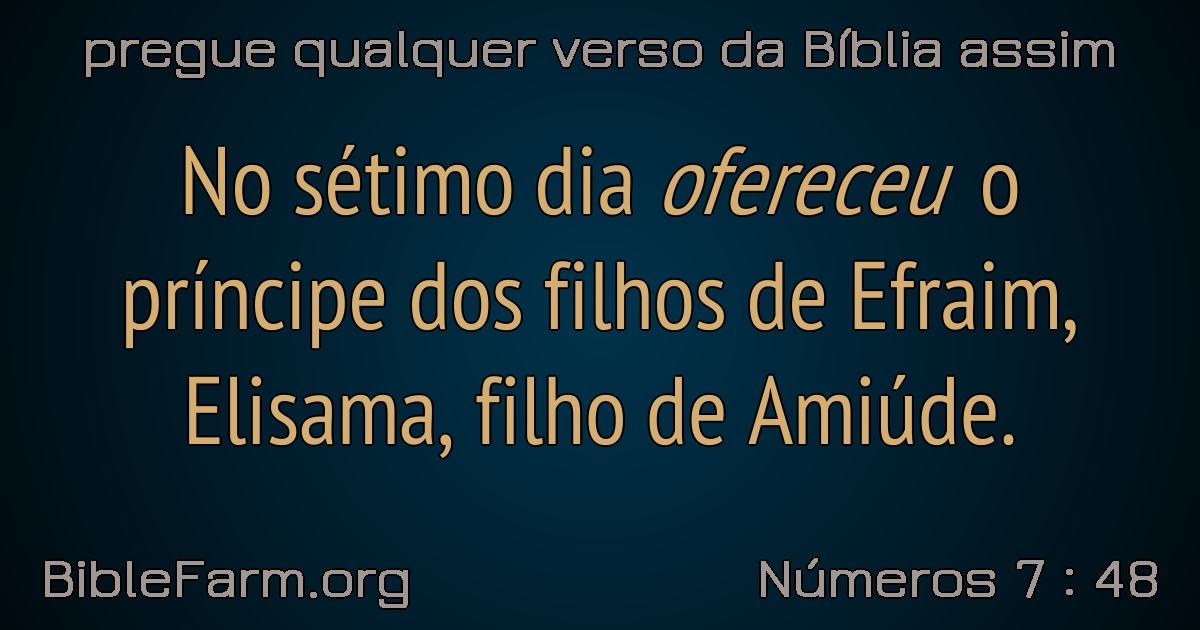 pregue qualquer verso da Bíblia assim
No sétimo dia ofereceu o
príncipe dos filhos de Efraim,
Elisama, filho de Amiúde.
BibleFarm.org
Números 7 : 48